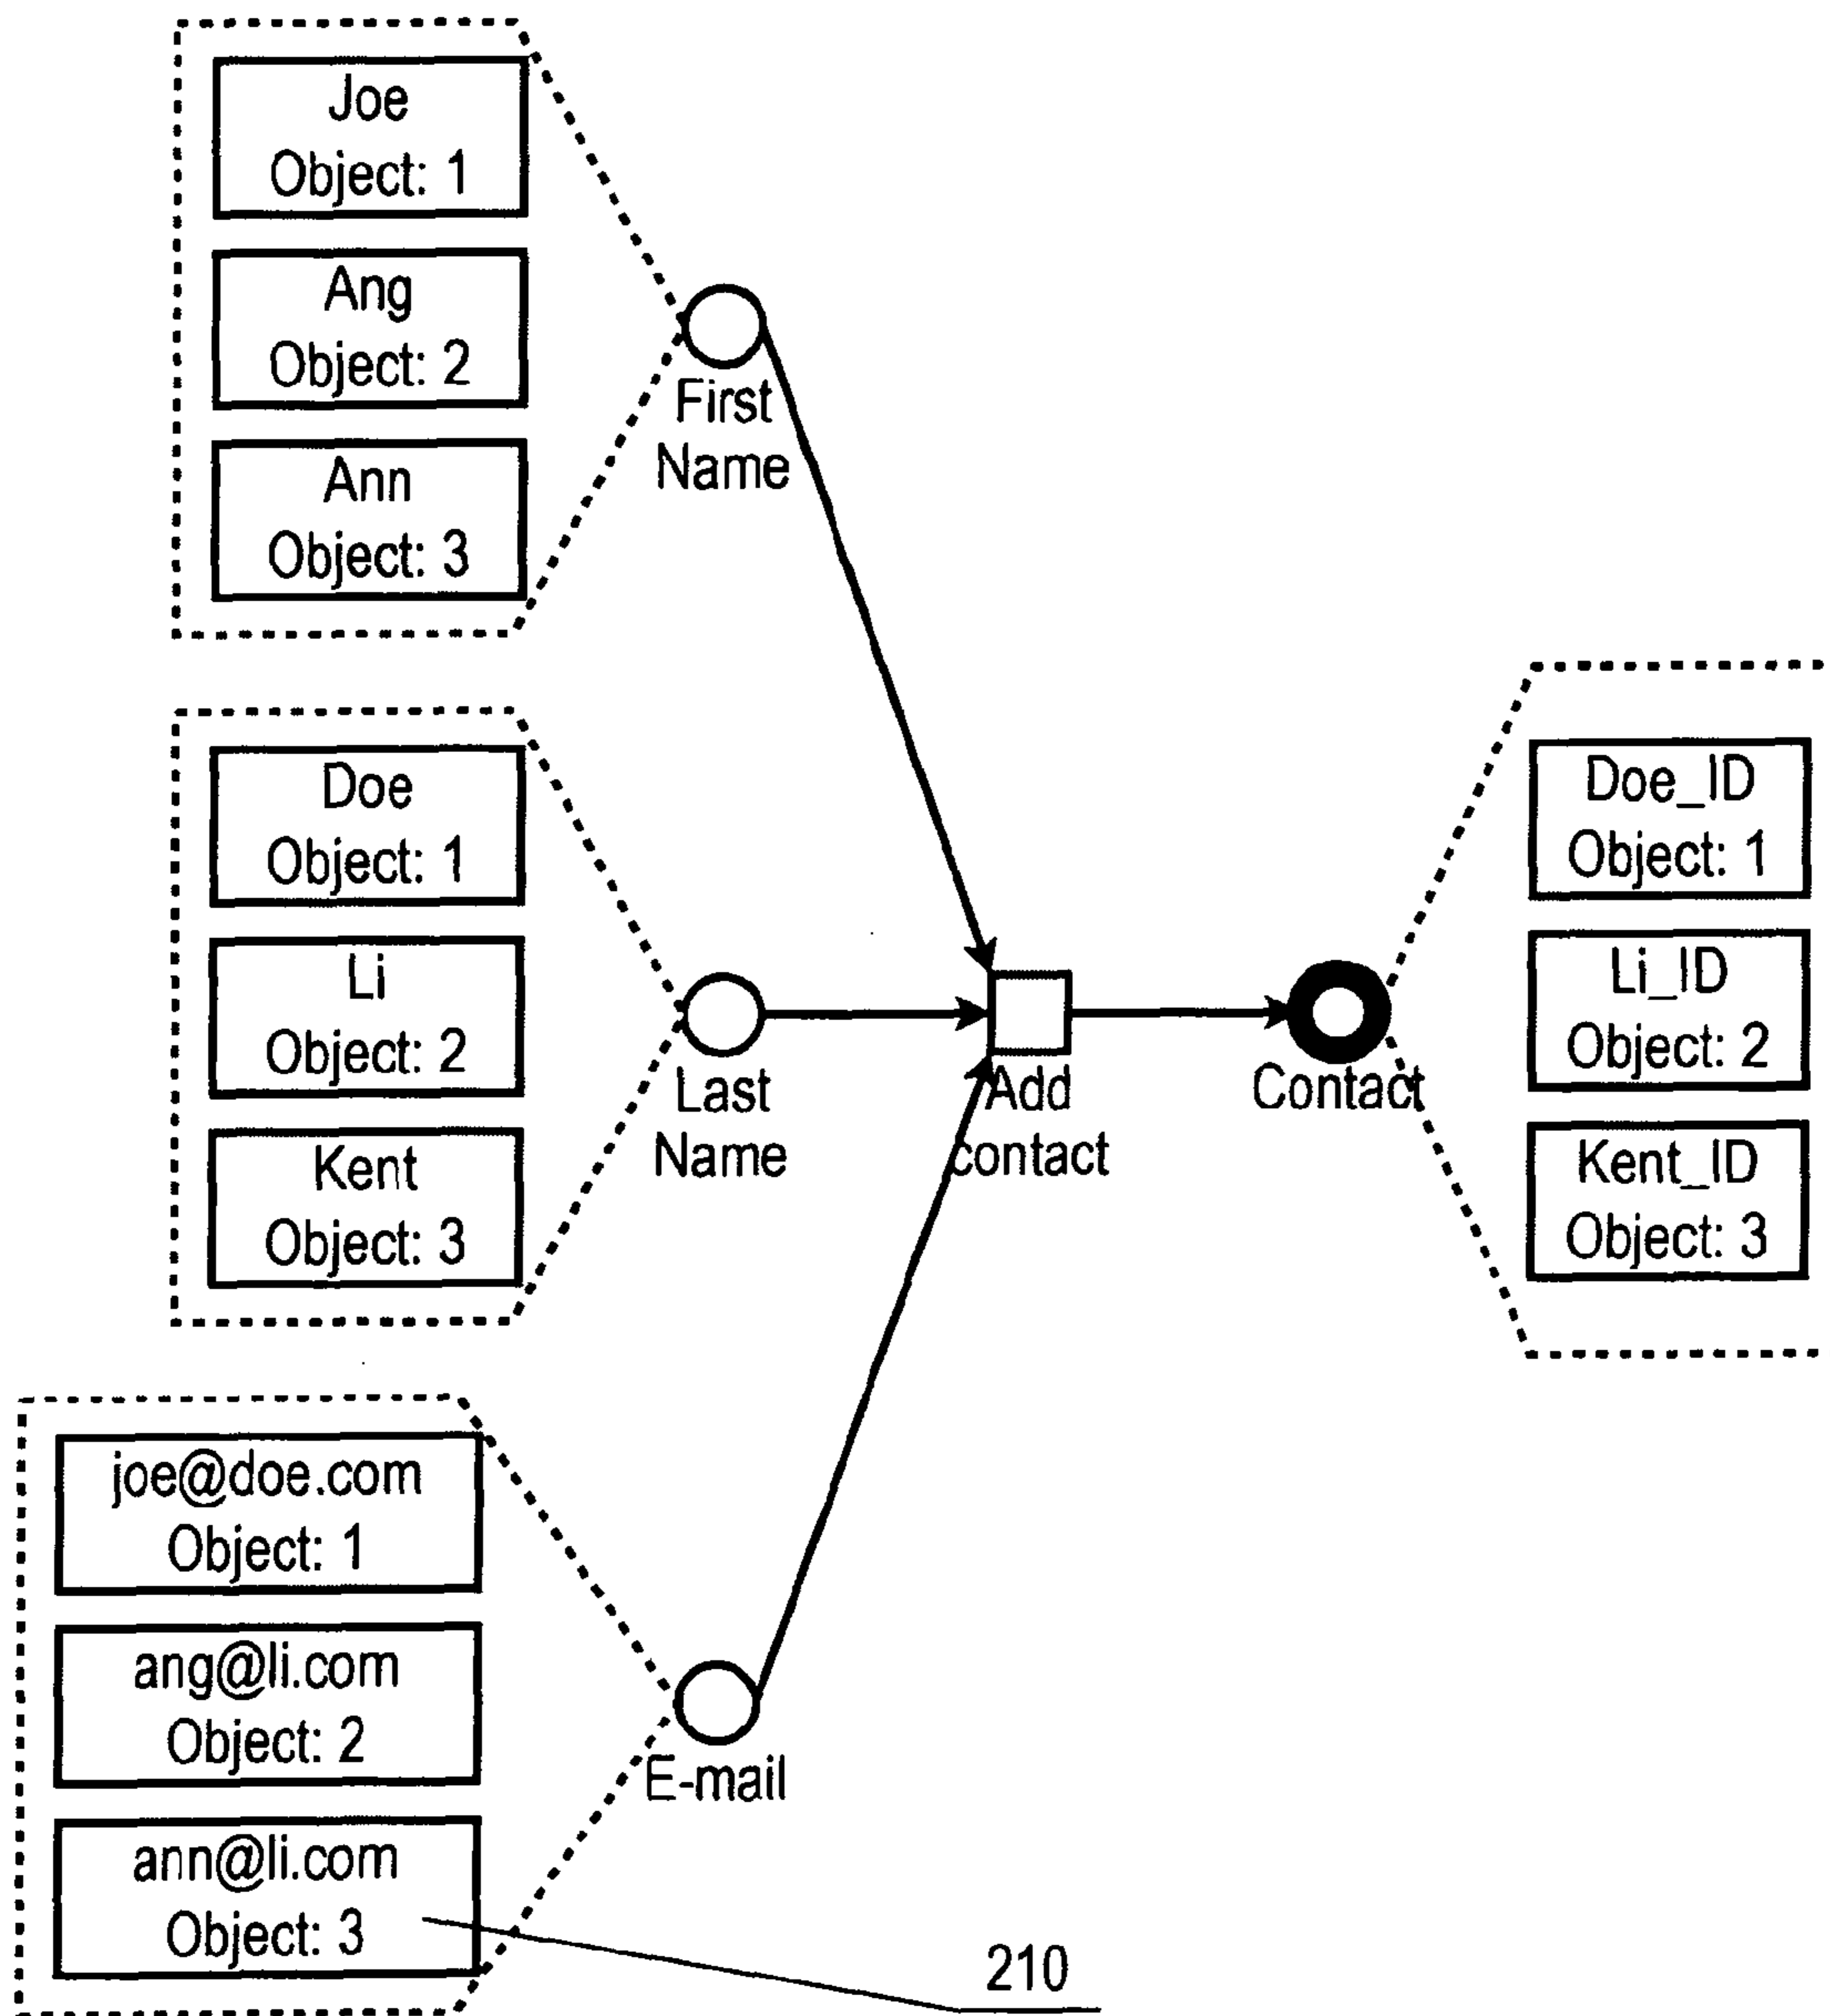 Joe
Object: 1
Ang
Object: 2
Ann
Object: 3
First
Name
Doe
Object: 1
Li
Object: 2
Kent
Object: 3
Last
Name
Add
contact
Contact
Doe_ID
Object: 1
Li_ID
Object: 2
Kent_ID
Object: 3
joe@doe.com
Object: 1
ang@li.com
Object: 2
ann@li.com
Object: 3
E-mail
210